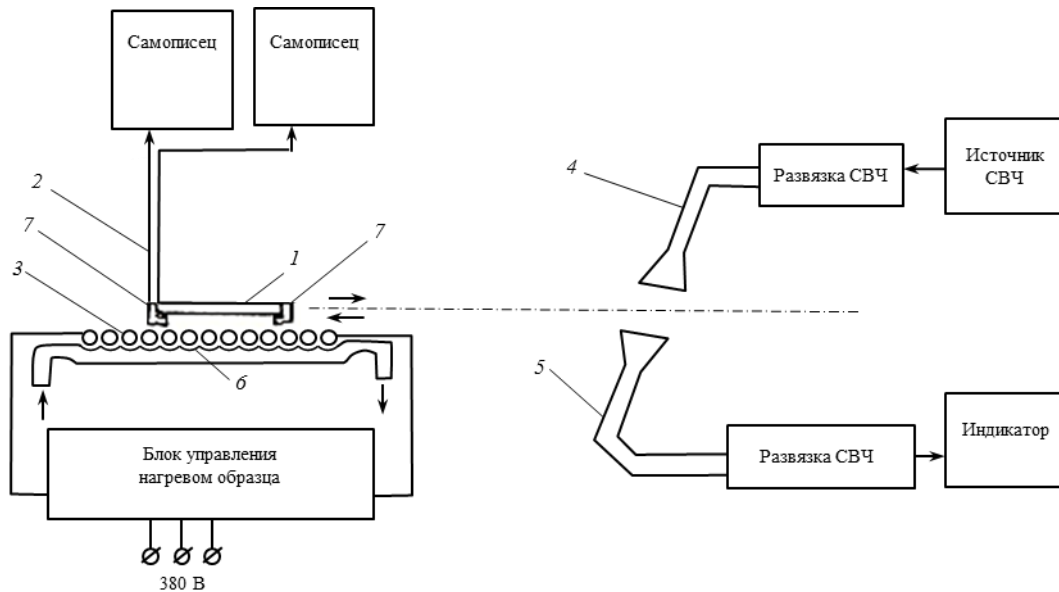 Самописец
Самописец
Источник
СВЧ
Развязка СВЧ
4
2
7
7
3
1
6
5
Блок управления
нагревом образца
Развязка СВЧ
Индикатор
380 В